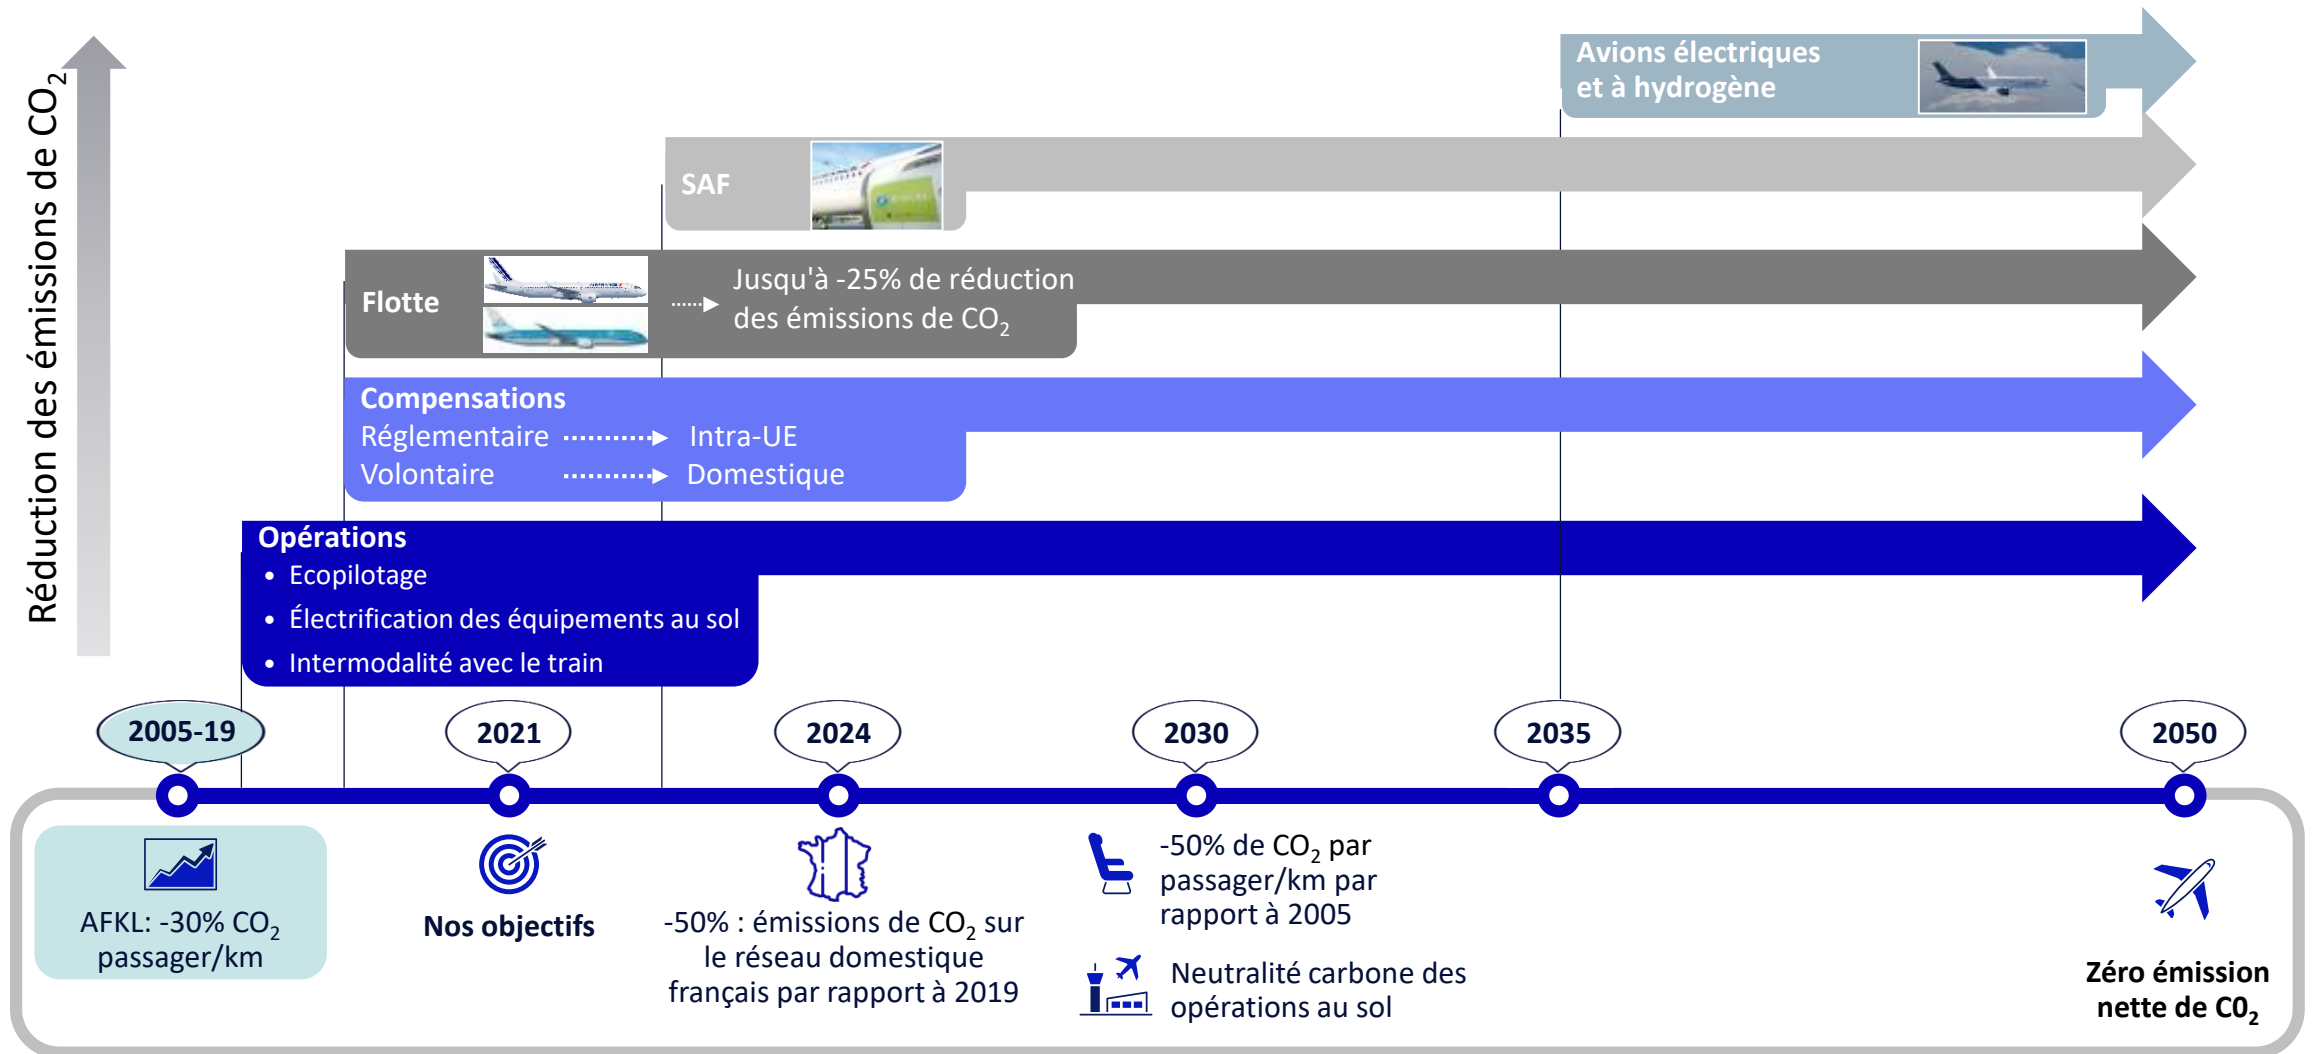 Réduction des émissions de CO₂
Avions électriques
et à hydrogène
SAF
Flotte
Jusqu'à -25% de réduction
des émissions de CO₂
Compensations
Réglementaire Intra-UE
Volontaire Domestique
Opérations
• Ecopilotage
• Électrification des équipements au sol
• Intermodalité avec le train
2005-19
2021
2024
2030
2035
2050
AFKL: -30% CO₂
passager/km
Nos objectifs
-50% : émissions de CO₂ sur
le réseau domestique
français par rapport à 2019
-50% de CO₂ par
passager/km par
rapport à 2005
Neutralité carbone des
opérations au sol
Zéro émission
nette de C0₂